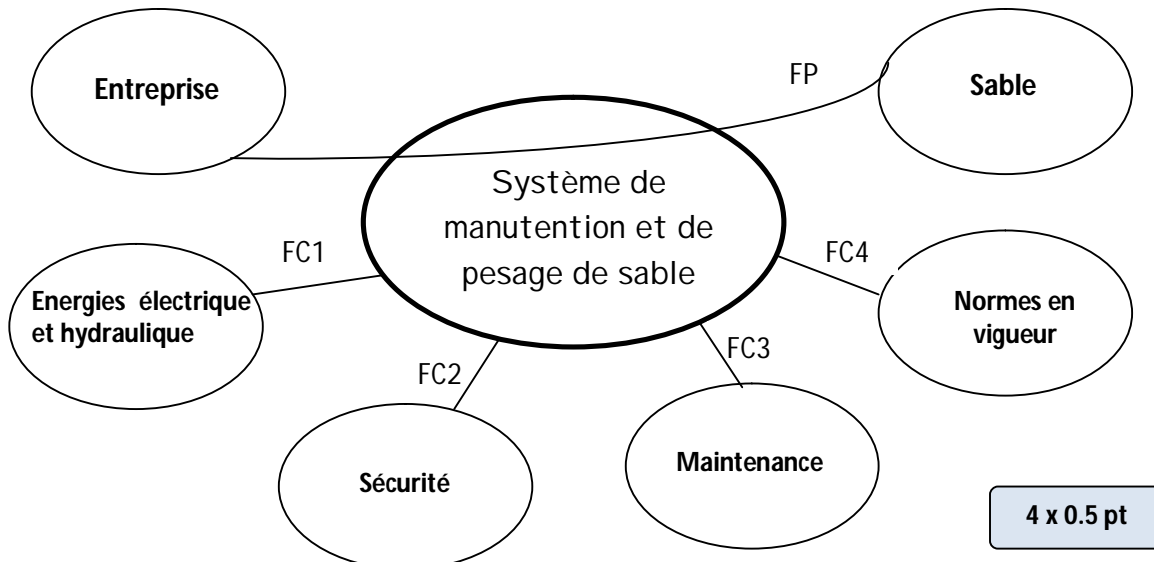 Entreprise
FP
Sable
Système de
manutention et de
pesage de sable
FC1
FC4
Energies électrique
et hydraulique
Normes en
vigueur
FC2
FC3
Sécurité
Maintenance
4 x 0.5 pt